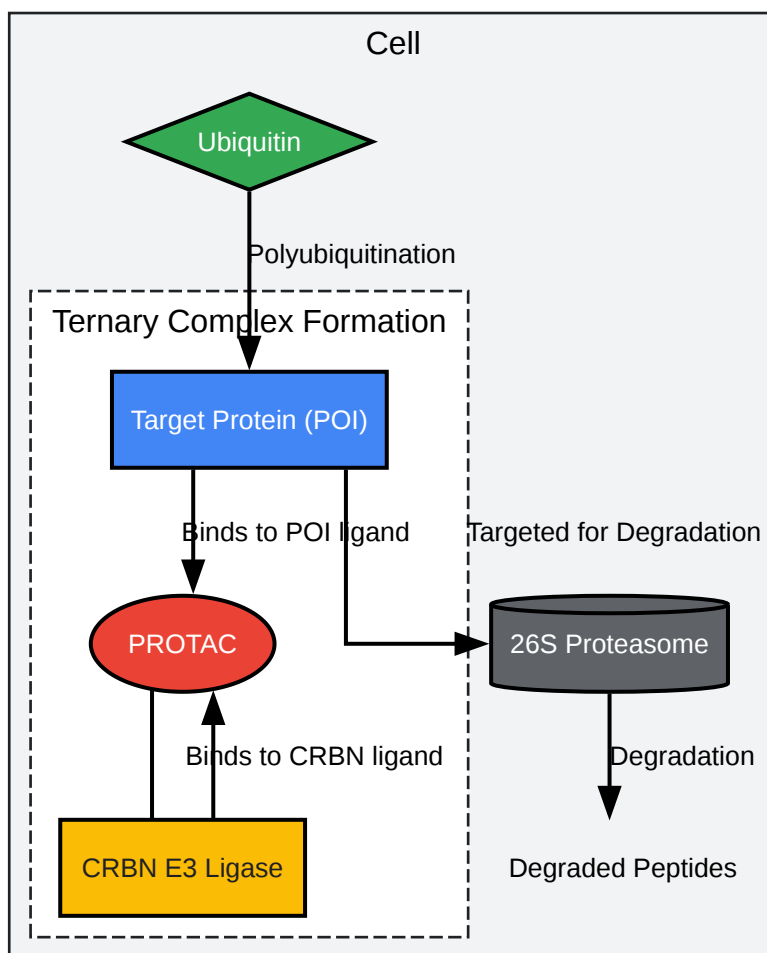 Cell
Ubiquitin
Polyubiquitination
Ternary Complex Formation
Target Protein (POI)
Binds to POI ligand
Targeted for Degradation
PROTAC
26S Proteasome
Binds to CRBN ligand
Degradation
CRBN E3 Ligase
Degraded Peptides